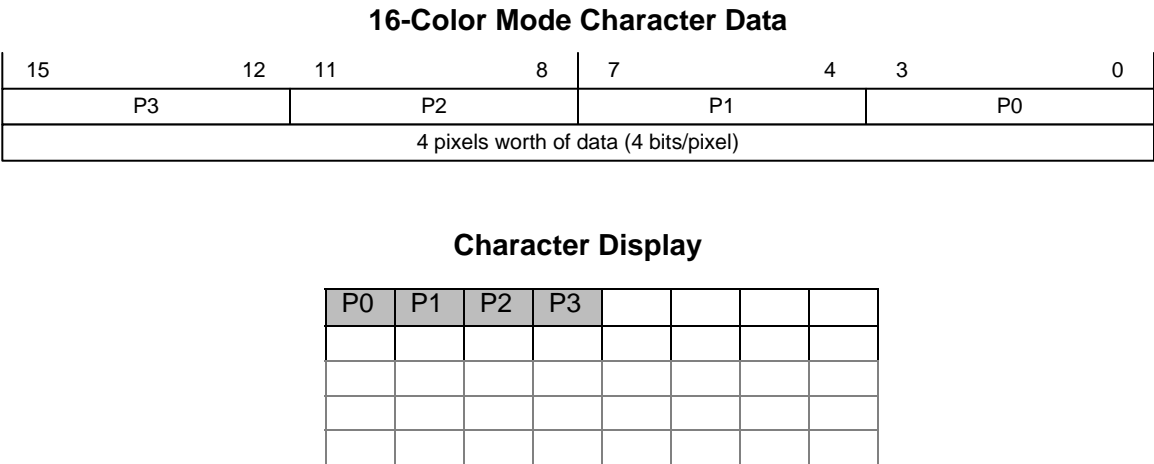 16-Color Mode Character Data
15 12 11 8 7 4 3 0
P3 P2 P1 P0
4 pixels worth of data (4 bits/pixel)
Character Display
P0 P1 P2 P3